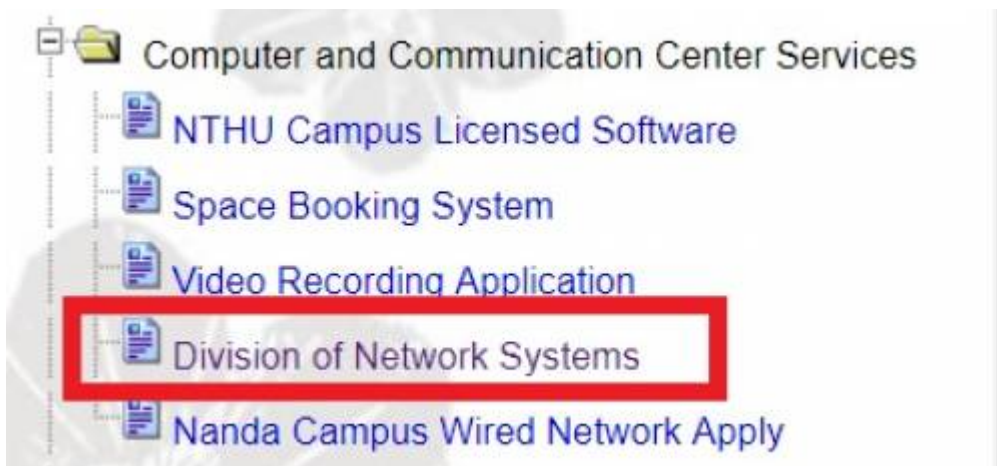 Computer and Communication Center Services
NTHU Campus Licensed Software
Space Booking System
Video Recording Application
Division of Network Systems
Nanda Campus Wired Network Apply